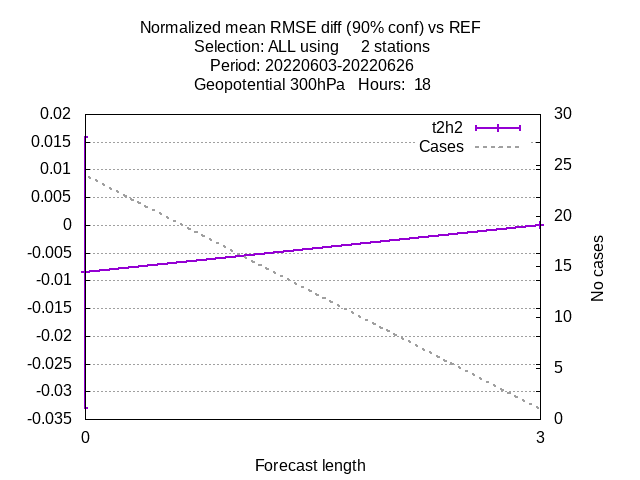 Normalized mean RMSE diff (90% conf) vs REF
Selection: ALL using     2 stations
Period: 20220603-20220626
Geopotential 300hPa   Hours:  18
0.02
0.015
0.01
0.005
0
-0.005
-0.01
-0.015
-0.02
-0.025
-0.03
-0.035
30
25
20
15
10
5
0
t2h2
Cases
No cases
0
3
Forecast length